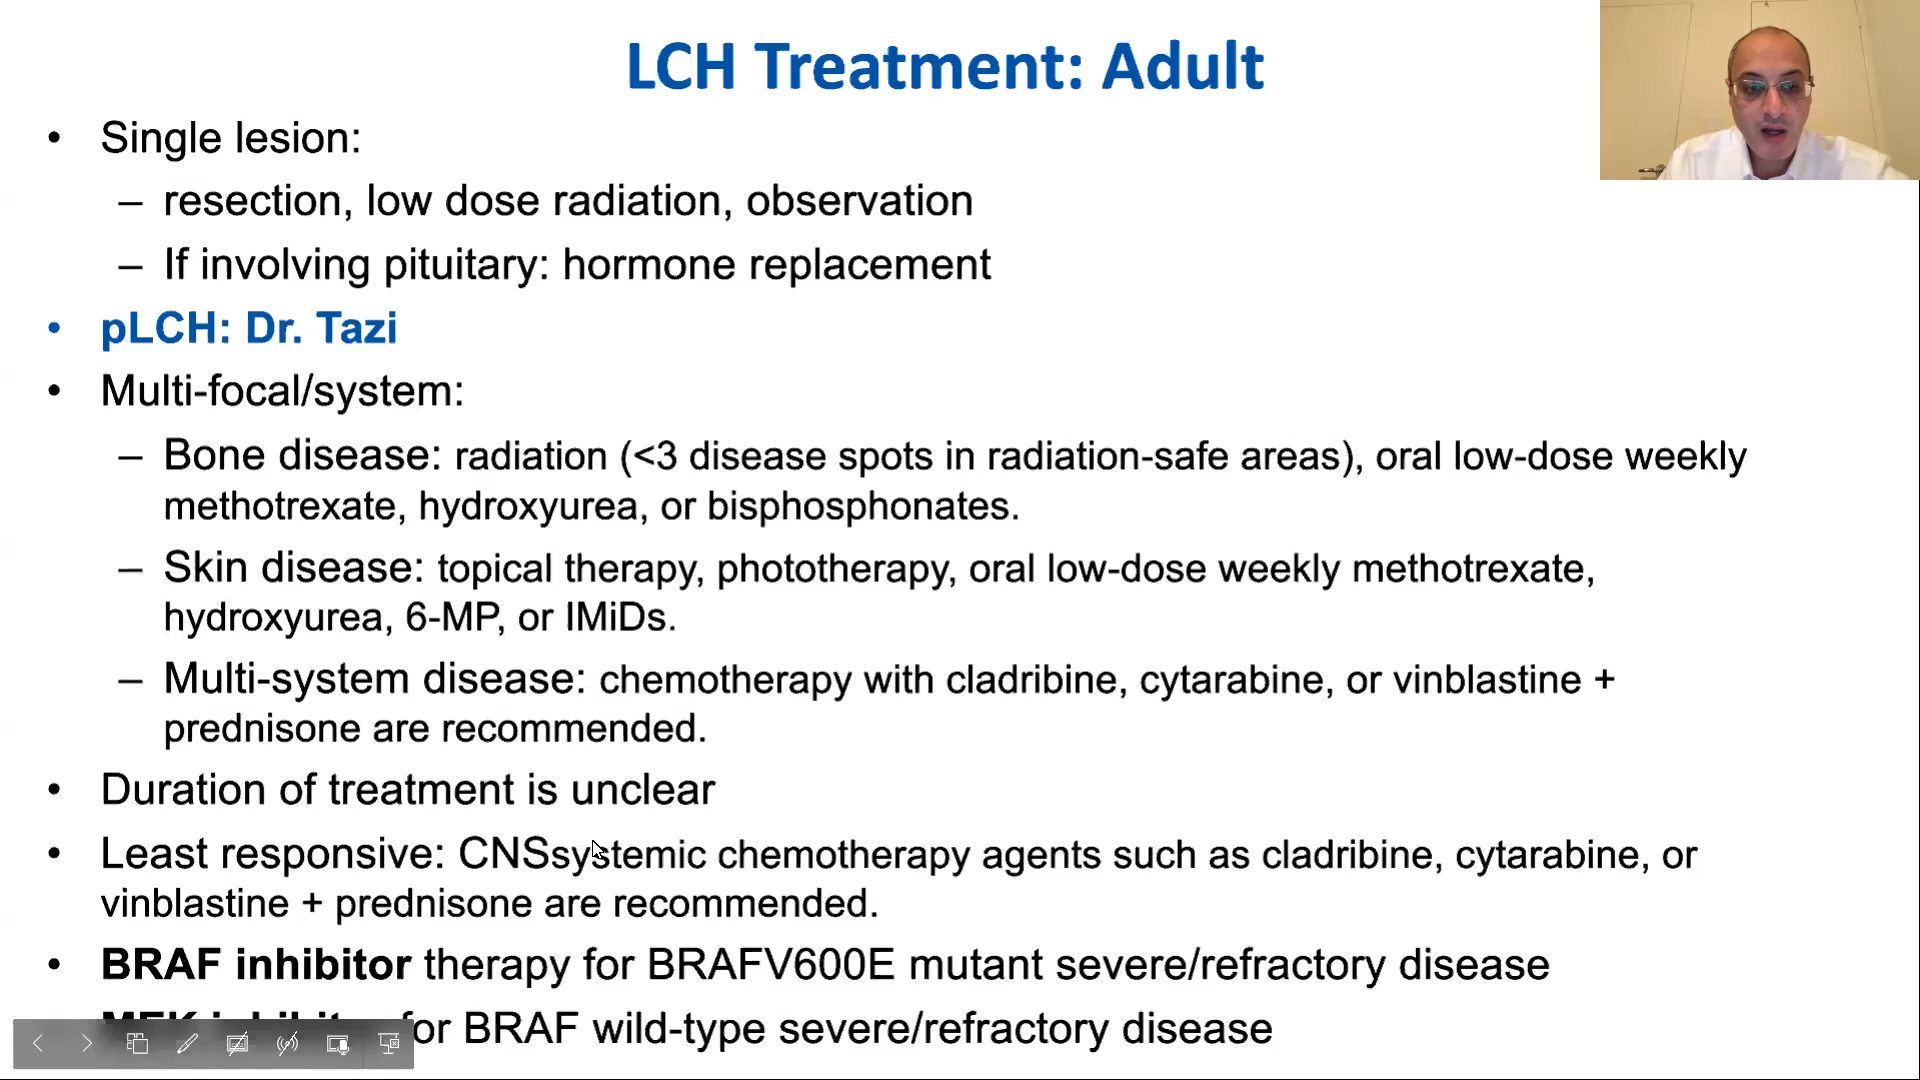 LCH Treatment: Adult
• Single lesion:
– resection, low dose radiation, observation
– If involving pituitary: hormone replacement
• pLCH: Dr. Tazi
• Multi-focal/system:
– Bone disease: radiation (<3 disease spots in radiation-safe areas), oral low-dose weekly
methotrexate, hydroxyurea, or bisphosphonates.
– Skin disease: topical therapy, phototherapy, oral low-dose weekly methotrexate,
hydroxyurea, 6-MP, or IMiDs.
– Multi-system disease: chemotherapy with cladribine, cytarabine, or vinblastine +
prednisone are recommended.
• Duration of treatment is unclear
• Least responsive: CNSsystemic chemotherapy agents such as cladribine, cytarabine, or
vinblastine + prednisone are recommended.
• BRAF inhibitor therapy for BRAFV600E mutant severe/refractory disease
MEK inhibitor for BRAF wild-type severe/refractory disease